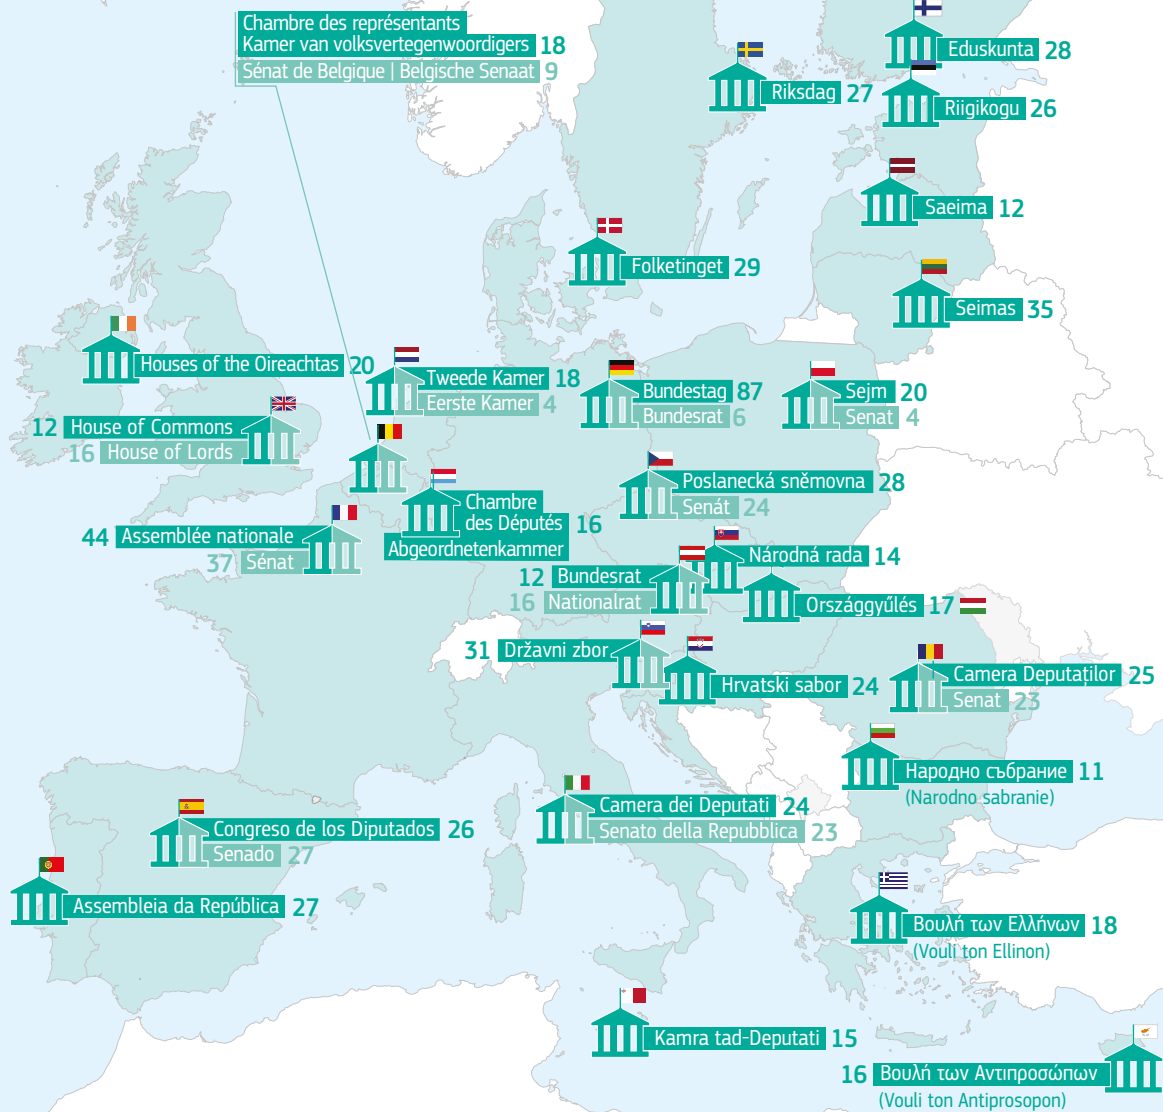 Chambre des représentants
Kamer van volksvertegenwoordigers 18
Sénat de Belgique | Belgische Senaat 9
Eduskunta 28
Riksdag 27
Riigikogu 26
Saeima 12
Folketinget 29
Seimas 35
Houses of the Oireachtas 20
Tweede Kamer 18
Eerste Kamer 4
Bundestag 87
Bundesrat 6
Sejm 20
Senat 4
12 House of Commons
16 House of Lords
Poslanecká sněmovna 28
Senát 24
Chambre
des Députés 16
Abgeordnetenkammer
44 Assemblée nationale
37 Sénat
Národná rada 14
12 Bundesrat
16 Nationalrat
Országgyűlés 17
31 Državni zbor
Hrvatski sabor 24
Camera Deputaților 25
Senat 23
Народно събрание 11
(Narodno sabranie)
Camera dei Deputati 24
Senato della Repubblica 23
Congreso de los Diputados 26
Senado 27
Assembleia da República 27
Βουλή των Ελλήνων 18
(Vouli ton Ellinon)
Kamra tad-Deputati 15
16 Βουλή των Αντιπροσώπων
(Vouli ton Antiprosopon)